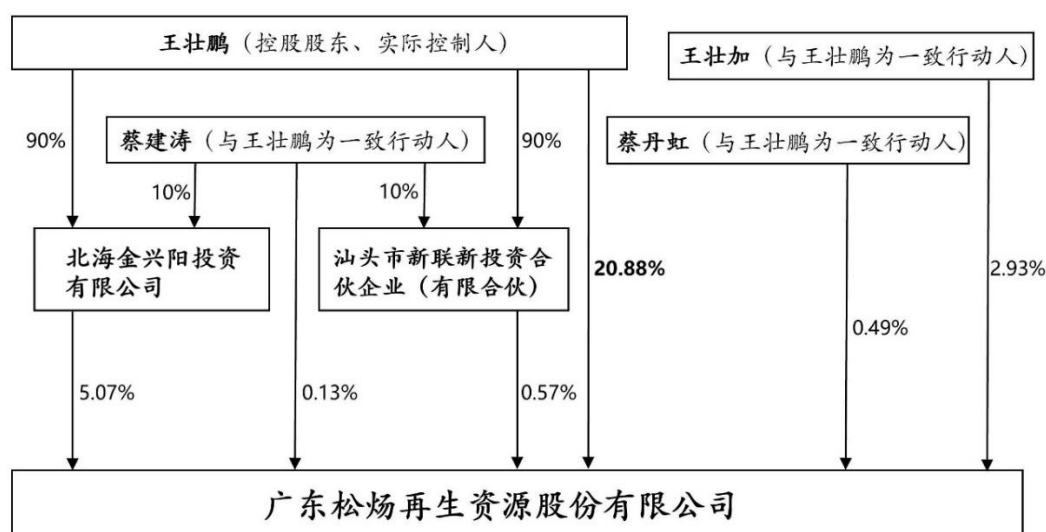 王壮鹏（控股股东、实际控制人）
王壮加（与王壮鹏为一致行动人）
90%
蔡建涛（与王壮鹏为一致行动人）
90%
蔡丹虹（与王壮鹏为一致行动人）
10%
10%
北海金兴阳投资
有限公司
汕头市新联新投资合
伙企业（有限合伙）
20.88%
2.93%
0.49%
5.07%
0.13%
0.57%
广东松炀再生资源股份有限公司